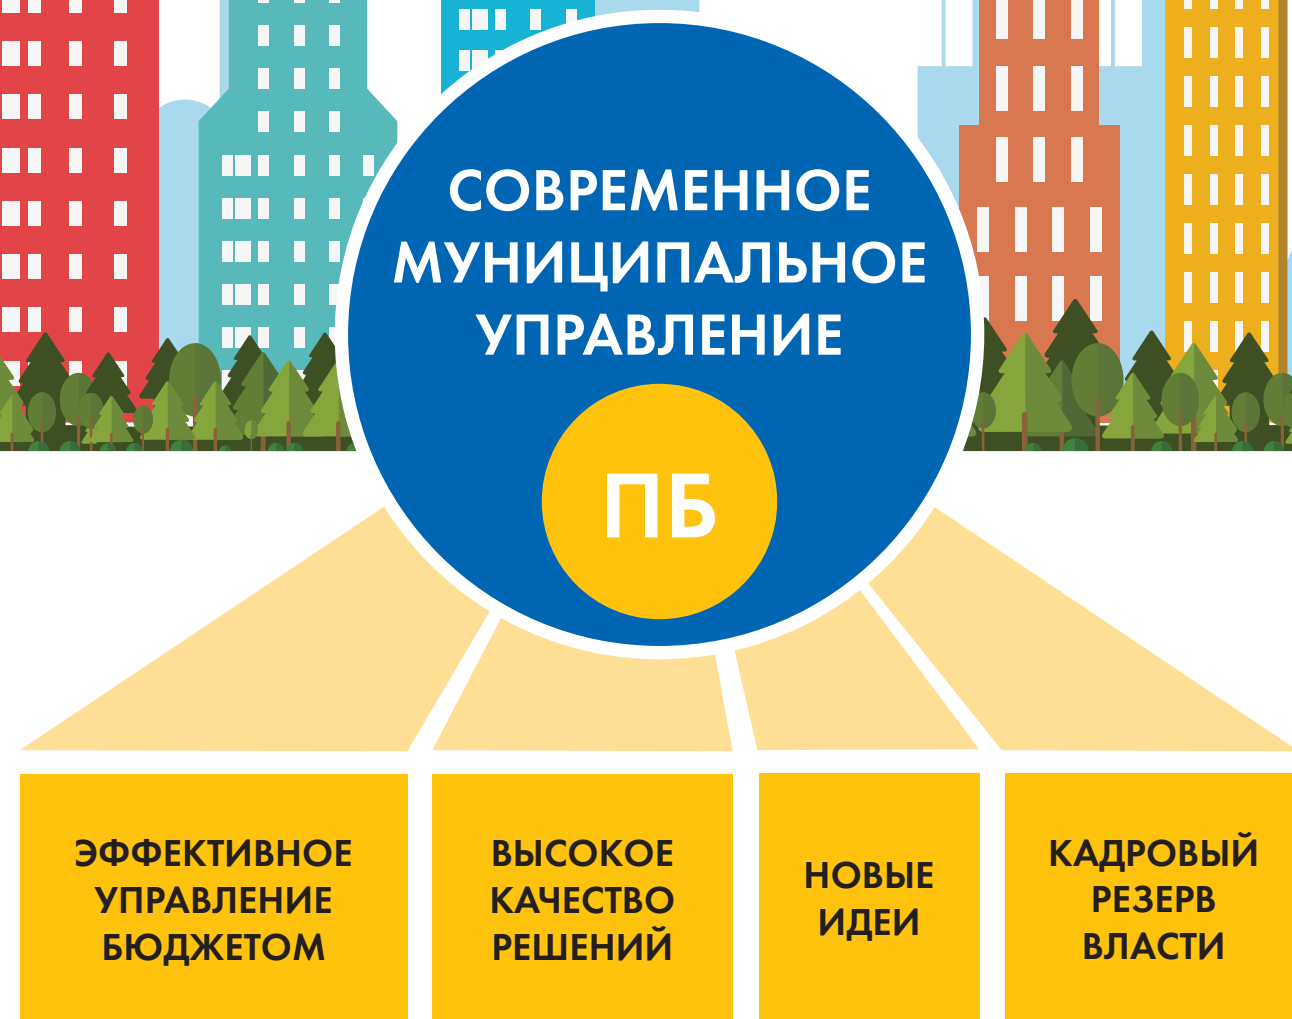 СОВРЕМЕННОЕ
МУНИЦИПАЛЬНОЕ
УПРАВЛЕНИЕ
ПБ
ЭФФЕКТИВНОЕ
УПРАВЛЕНИЕ
БЮДЖЕТОМ
ВЫСОКОЕ
КАЧЕСТВО
РЕШЕНИЙ
НОВЫЕ
ИДЕИ
КАДРОВЫЙ
РЕЗЕРВ
ВЛАСТИ